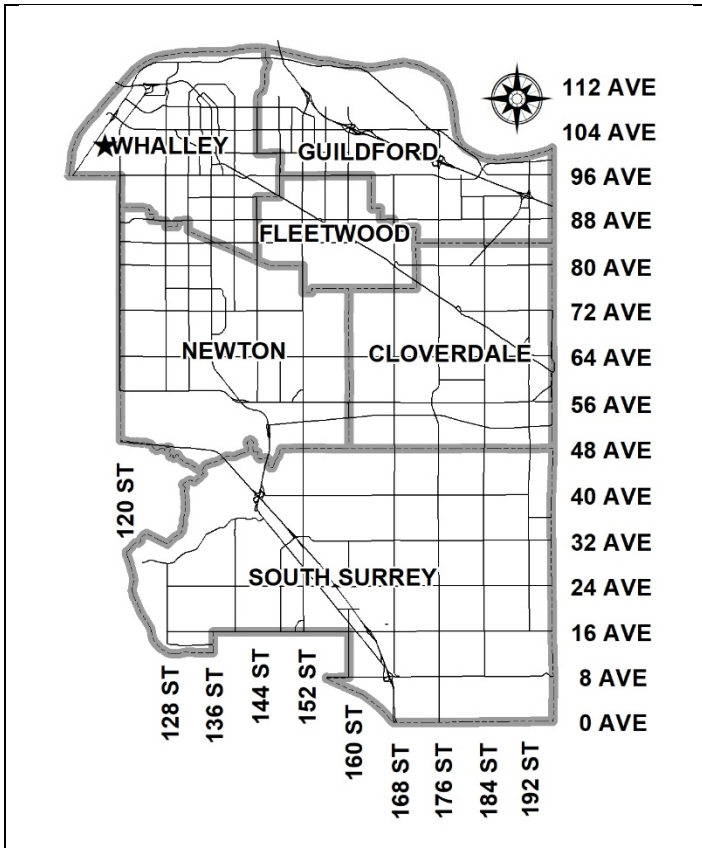 112 AVE
104 AVE
★WHALLEY
GUILDFORD
96 AVE
88 AVE
FLEETWOOD
80 AVE
72 AVE
NEWTON
CLOVERDALE
64 AVE
56 AVE
48 AVE
120 ST
40 AVE
32 AVE
SOUTH SURREY
24 AVE
16 AVE
8 AVE
128 ST
136 ST
144 ST
152 ST
160 ST
0 AVE
168 ST
176 ST
184 ST
192 ST